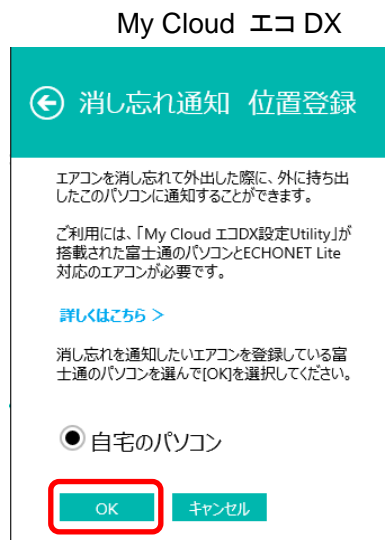 My Cloud エコ DX
消し忘れ通知 位置登録
エアコンを消し忘れて外出した際に、外に持ち出
したこのパソコンに通知することができます。
ご利用には、「My Cloud エコDX設定Utility」が
搭載された富士通のパソコンとECHONET Lite
対応のエアコンが必要です。
詳しくはこちら >
消し忘れを通知したいエアコンを登録している富
士通のパソコンを選んで[OK]を選択してください。
自宅のパソコン
OK キャンセル